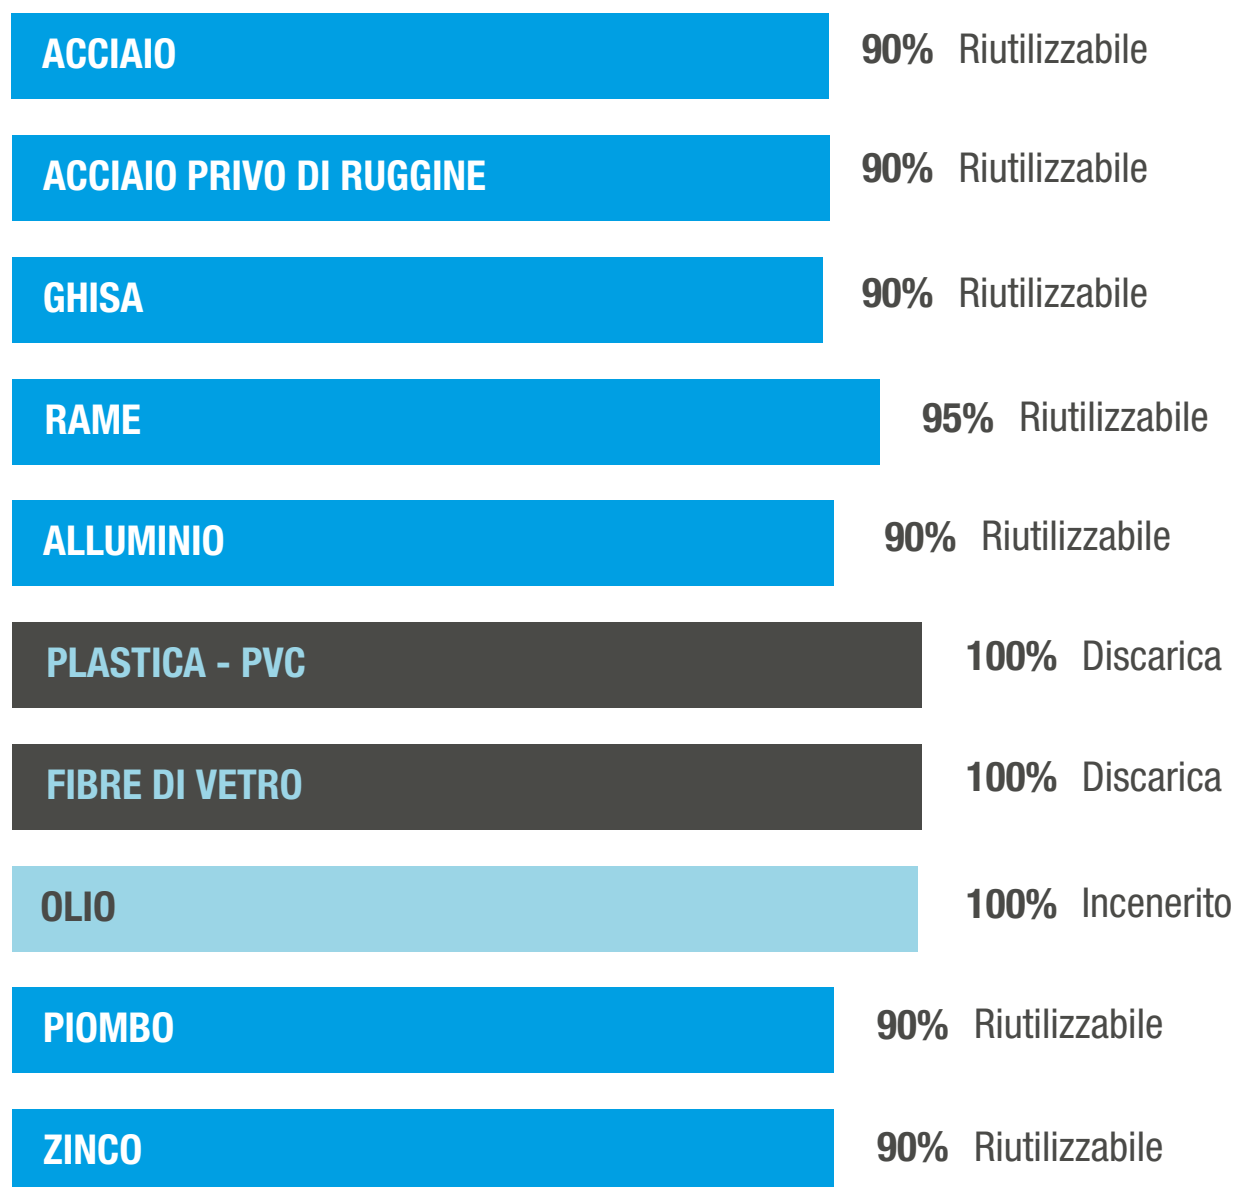 ACCIAIO 90% Riutilizzabile
ACCIAIO PRIVO DI RUGGINE 90% Riutilizzabile
GHISA 90% Riutilizzabile
RAME 95% Riutilizzabile
ALLUMINIO 90% Riutilizzabile
PLASTICA - PVC 100% Discarica
FIBRE DI VETRO 100% Discarica
OLIO 100% Incenerito
PIOMBO 90% Riutilizzabile
ZINCO 90% Riutilizzabile